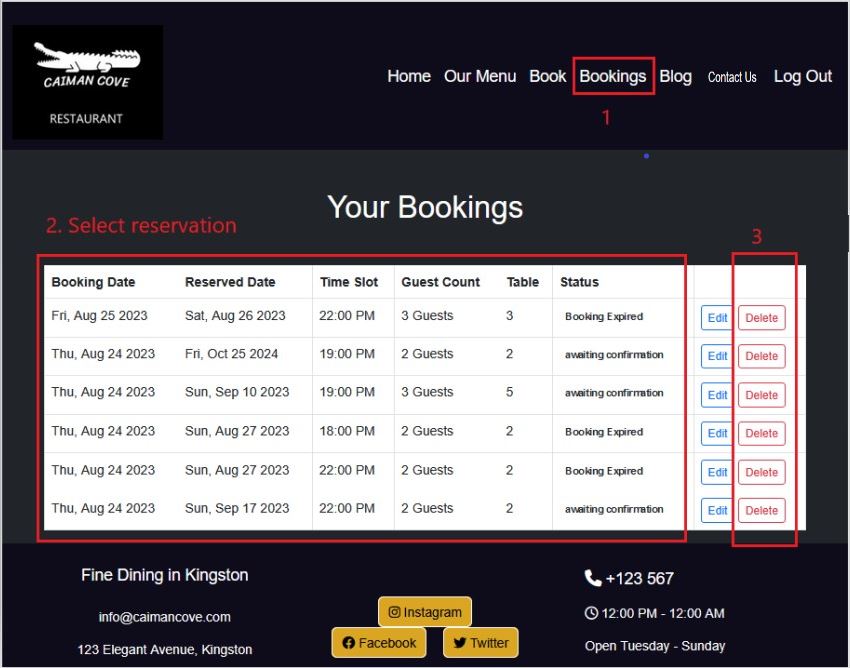 CAIMAN COVE
RESTAURANT
Home Our Menu Book Bookings Blog Contact Us Log Out
1
Your Bookings
2. Select reservation
3
Booking Date Reserved Date Time Slot Guest Count Table Status
Fri, Aug 25 2023 Sat, Aug 26 2023 22:00 PM 3 Guests 3 Booking Expired Edit Delete
Thu, Aug 24 2023 Fri, Oct 25 2024 19:00 PM 2 Guests 2 awaiting confirmation Edit Delete
Thu, Aug 24 2023 Sun, Sep 10 2023 19:00 PM 3 Guests 5 awaiting confirmation Edit Delete
Thu, Aug 24 2023 Sun, Aug 27 2023 18:00 PM 2 Guests 2 Booking Expired Edit Delete
Thu, Aug 24 2023 Sun, Aug 27 2023 22:00 PM 2 Guests 2 Booking Expired Edit Delete
Thu, Aug 24 2023 Sun, Sep 17 2023 22:00 PM 2 Guests 2 awaiting confirmation Edit Delete
Fine Dining in Kingston
info@caimancove.com
123 Elegant Avenue, Kingston
Instagram
Facebook Twitter
+123 567
12:00 PM - 12:00 AM
Open Tuesday - Sunday